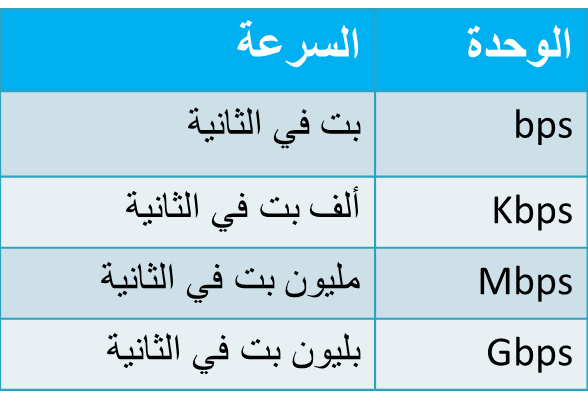 الوحدة السرعة
bps بت في الثانية
Kbps ألف بت في الثانية
Mbps مليون بت في الثانية
Gbps بليون بت في الثانية